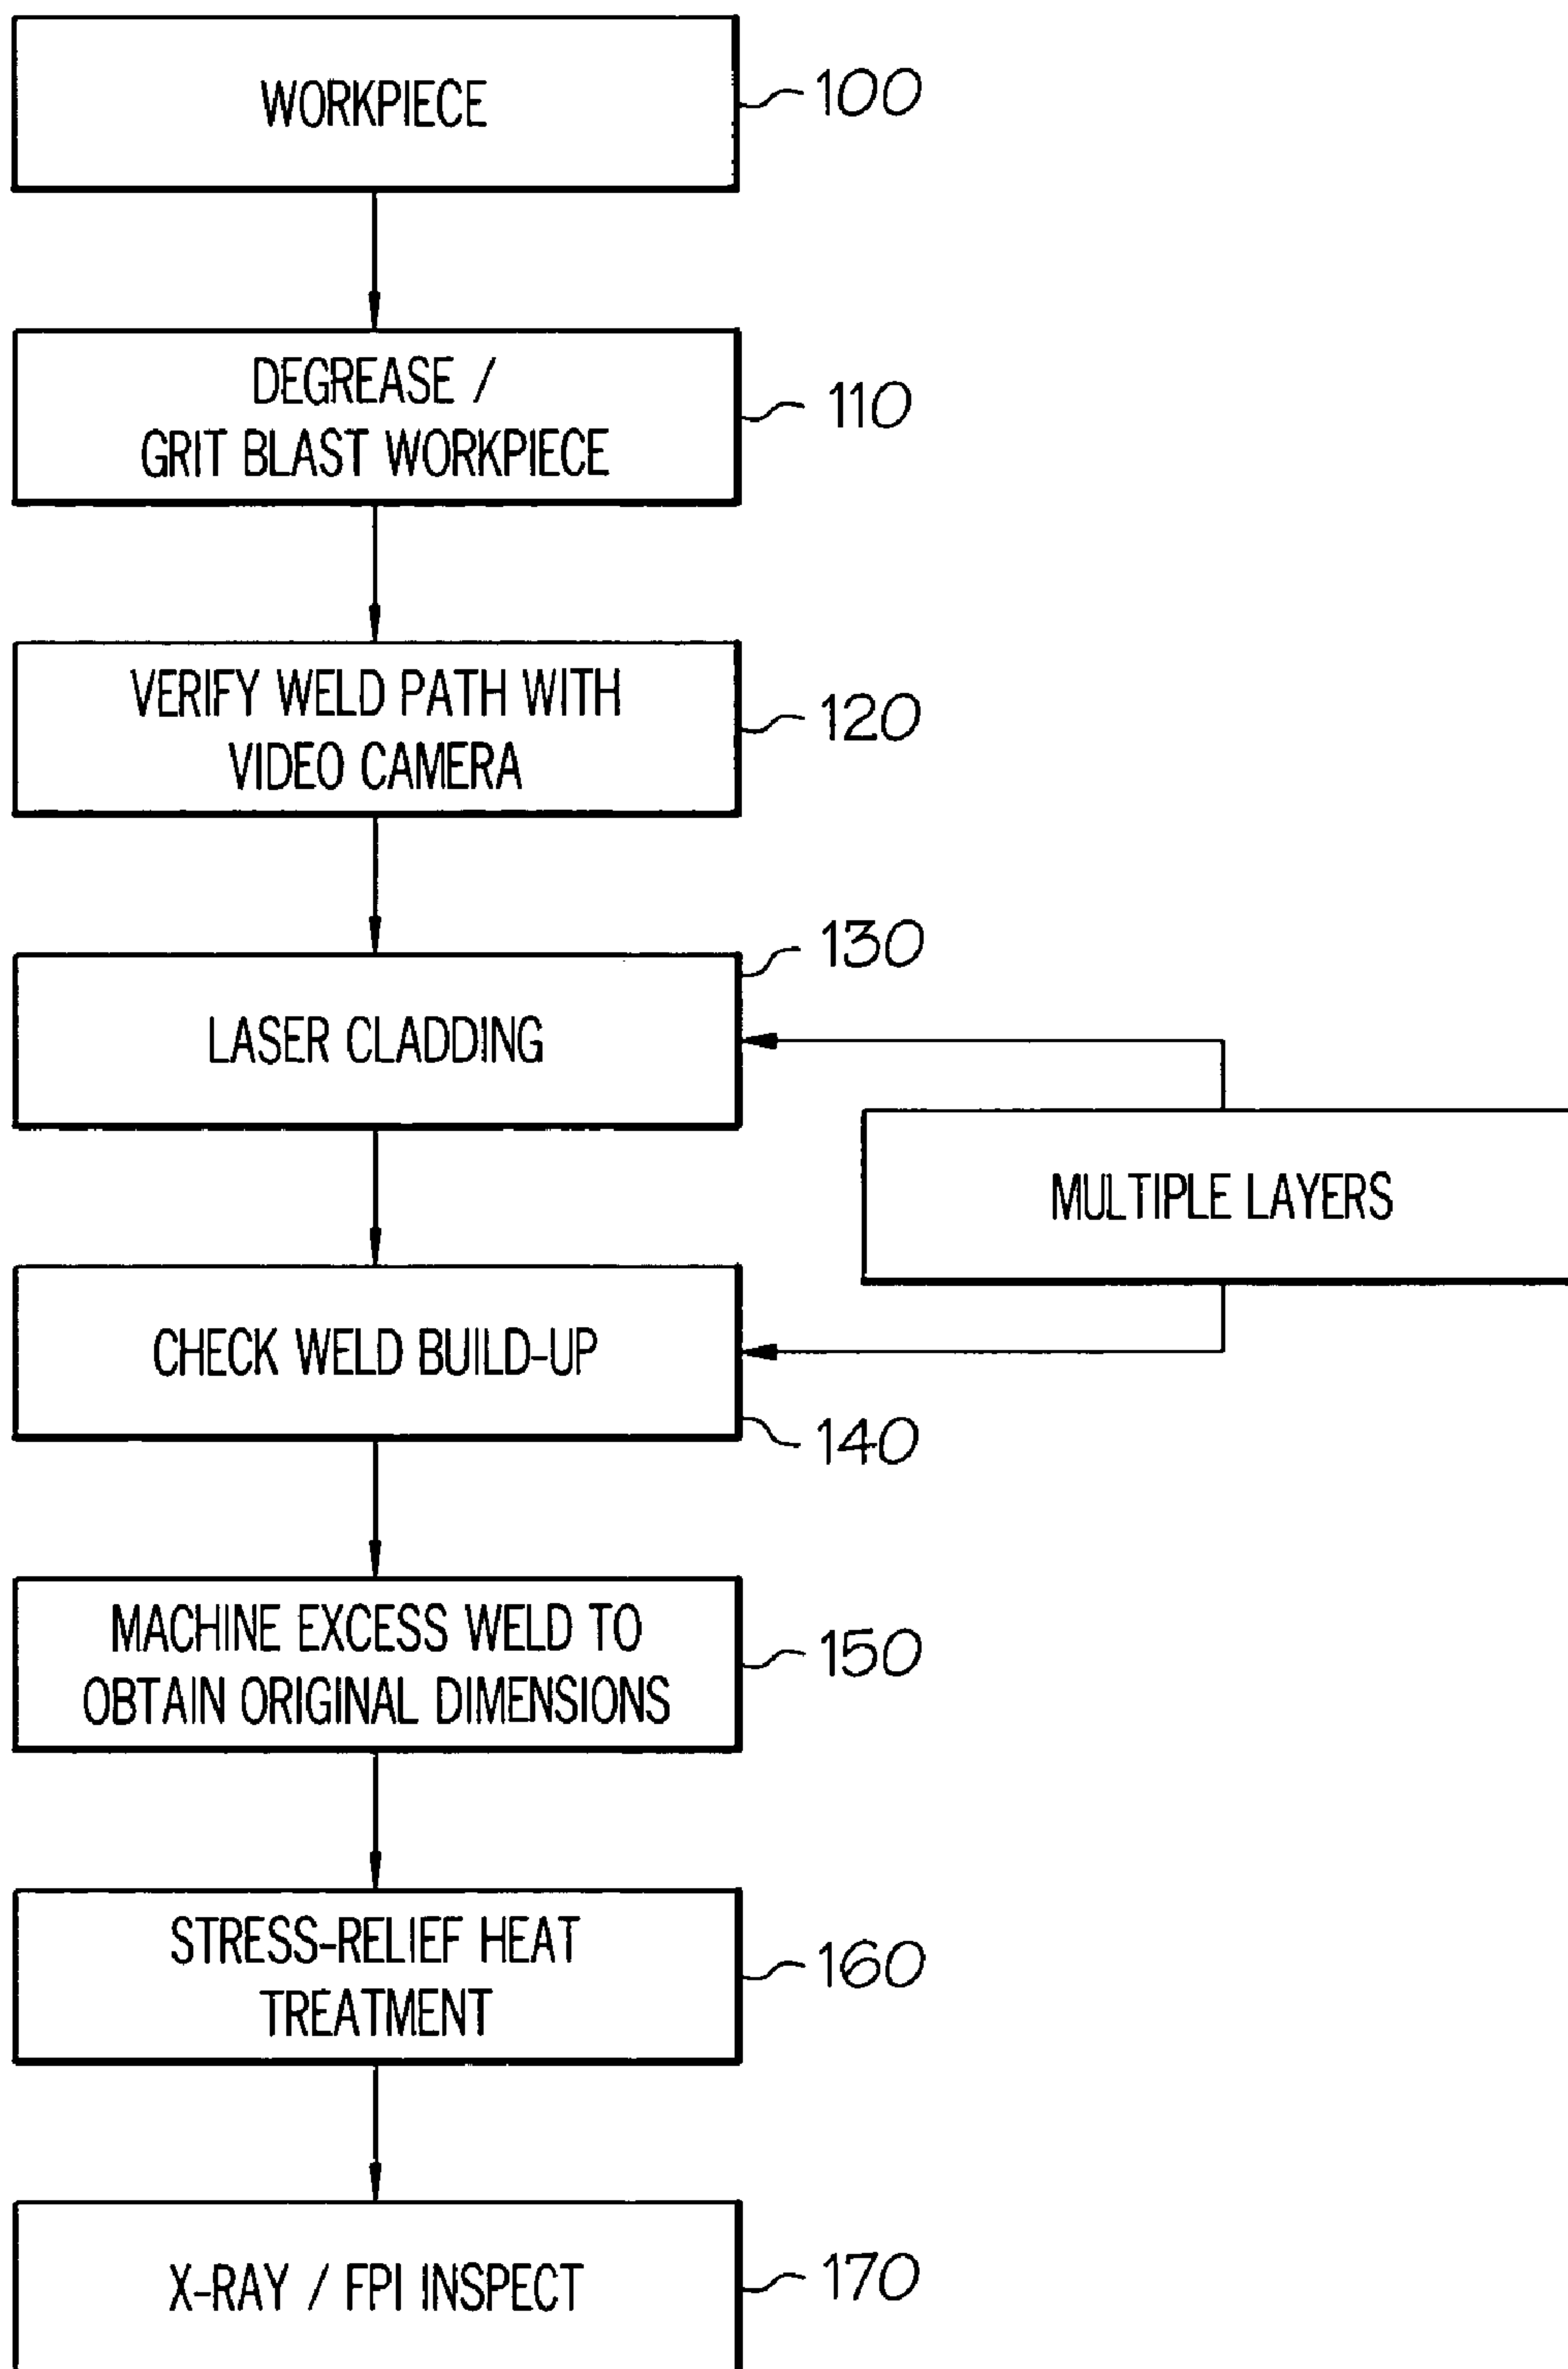 WORKPIECE
100
DEGREASE /
GRIT BLAST WORKPIECE
110
VERIFY WELD PATH WITH
VIDEO CAMERA
120
130
LASER CLADDING
MULTIPLE LAYERS
CHECK WELD BUILD-UP
140
MACHINE EXCESS WELD TO
OBTAIN ORIGINAL DIMENSIONS
150
STRESS-RELIEF HEAT
TREATMENT
160
X-RAY / FPI INSPECT
170